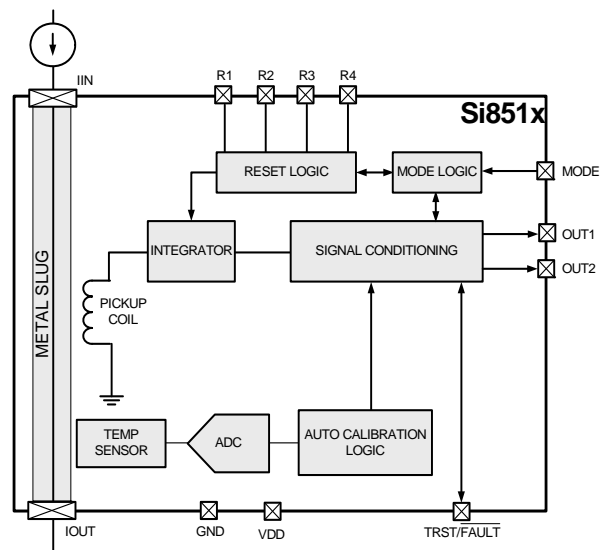 IIN
R1 R2 R3 R4
Si851x
RESET LOGIC
MODE LOGIC
MODE
INTEGRATOR
SIGNAL CONDITIONING
OUT1
OUT2
METAL SLUG
PICKUP
COIL
TEMP
SENSOR
ADC
AUTO CALIBRATION
LOGIC
IOUT
GND
VDD
TRST/FAULT